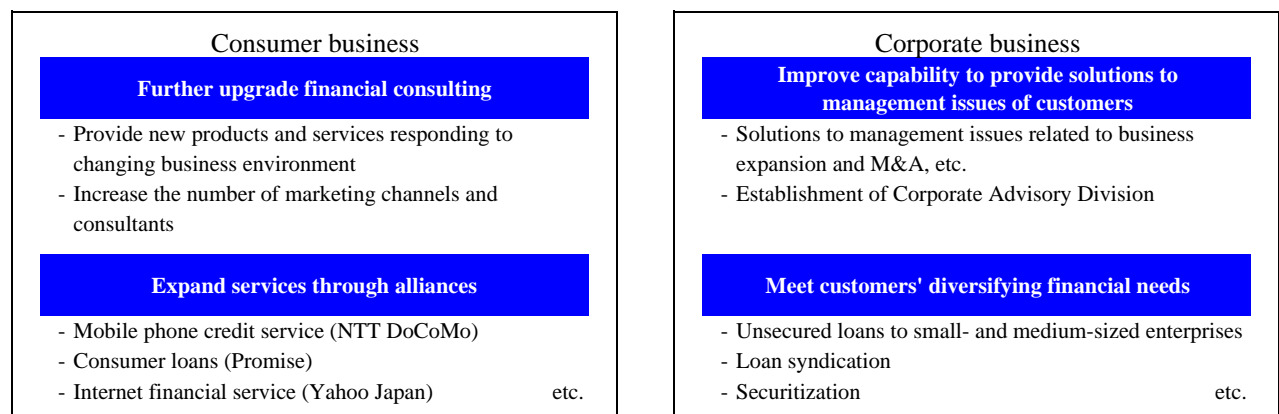 Consumer business
Further upgrade financial consulting
- Provide new products and services responding to
changing business environment
- Increase the number of marketing channels and
consultants
Expand services through alliances
- Mobile phone credit service (NTT DoCoMo)
- Consumer loans (Promise)
- Internet financial service (Yahoo Japan) etc.
Corporate business
Improve capability to provide solutions to
management issues of customers
- Solutions to management issues related to business
expansion and M&A, etc.
- Establishment of Corporate Advisory Division
Meet customers' diversifying financial needs
- Unsecured loans to small- and medium-sized enterprises
- Loan syndication
- Securitization etc.